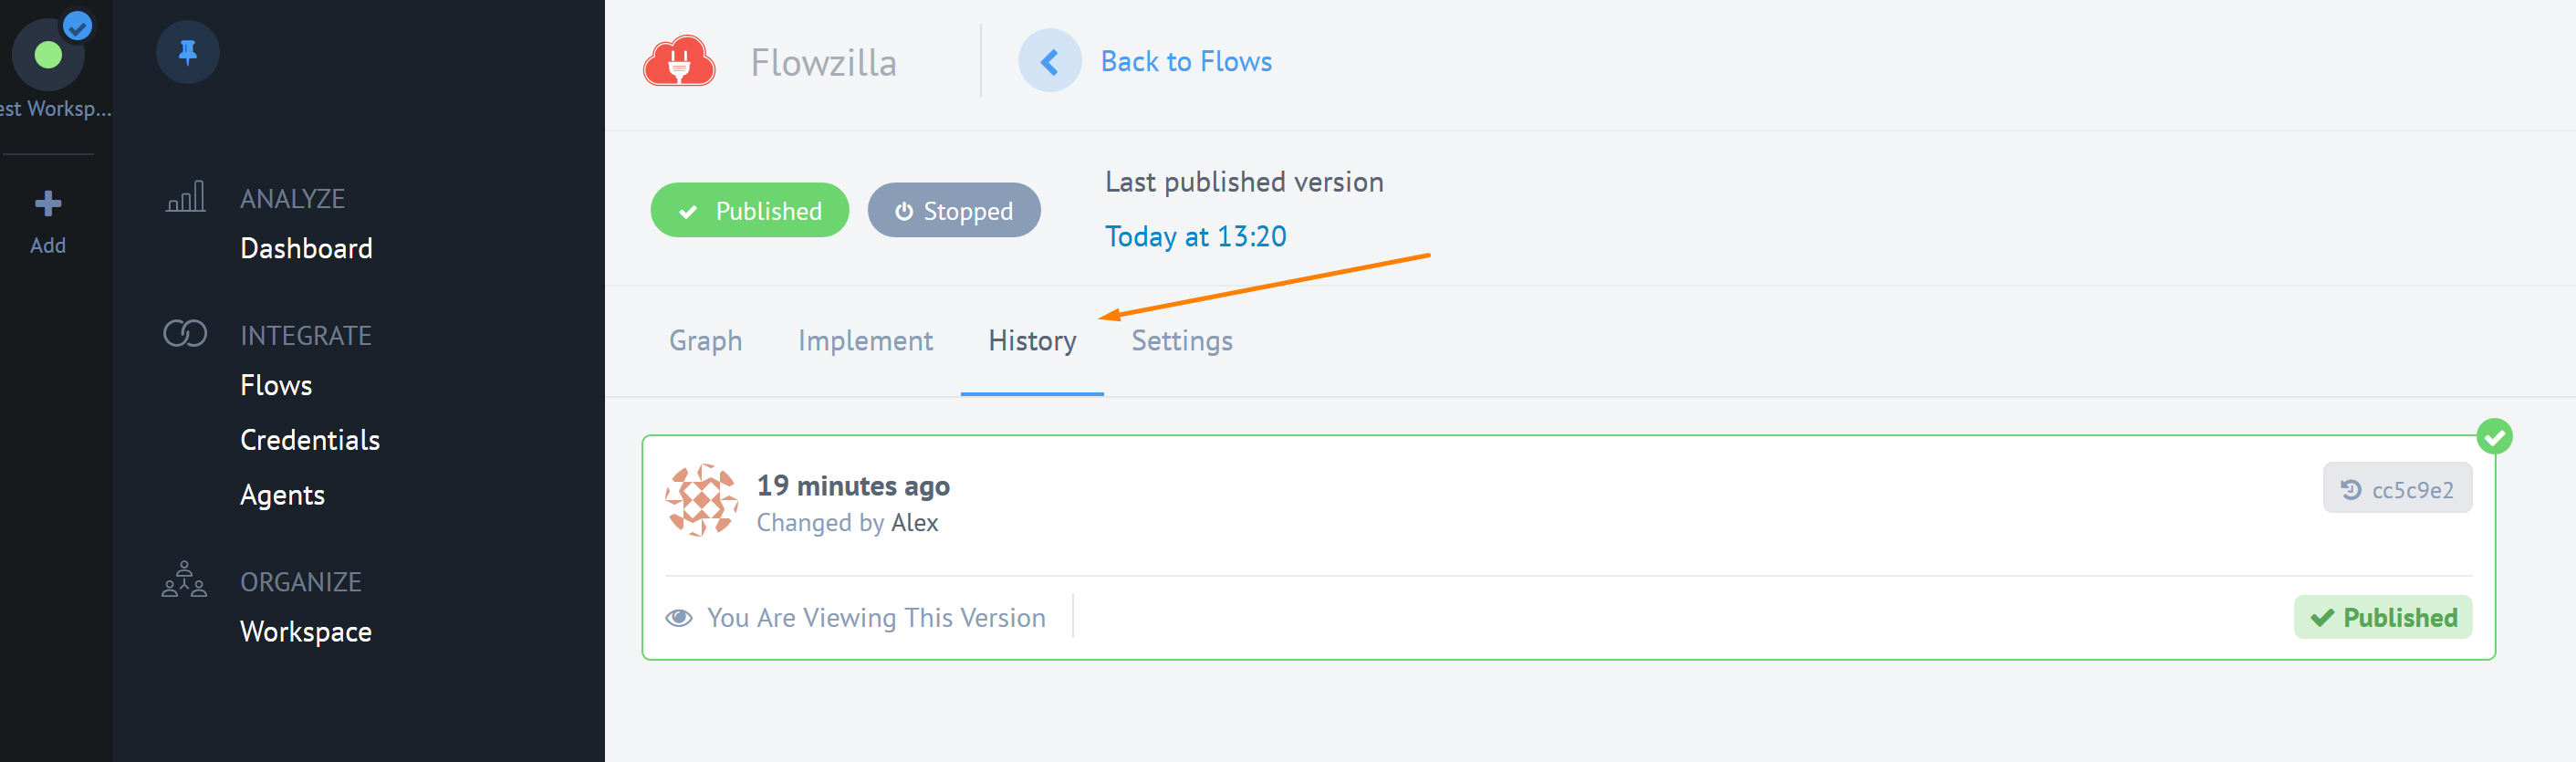 est Worksp...
Add
ANALYZE
Dashboard
INTEGRATE
Flows
Credentials
Agents
ORGANIZE
Workspace
Flowzilla
Back to Flows
Published
Stopped
Last published version
Today at 13:20
Graph
Implement
History
Settings
19 minutes ago
Changed by Alex
cc5c9e2
You Are Viewing This Version
Published